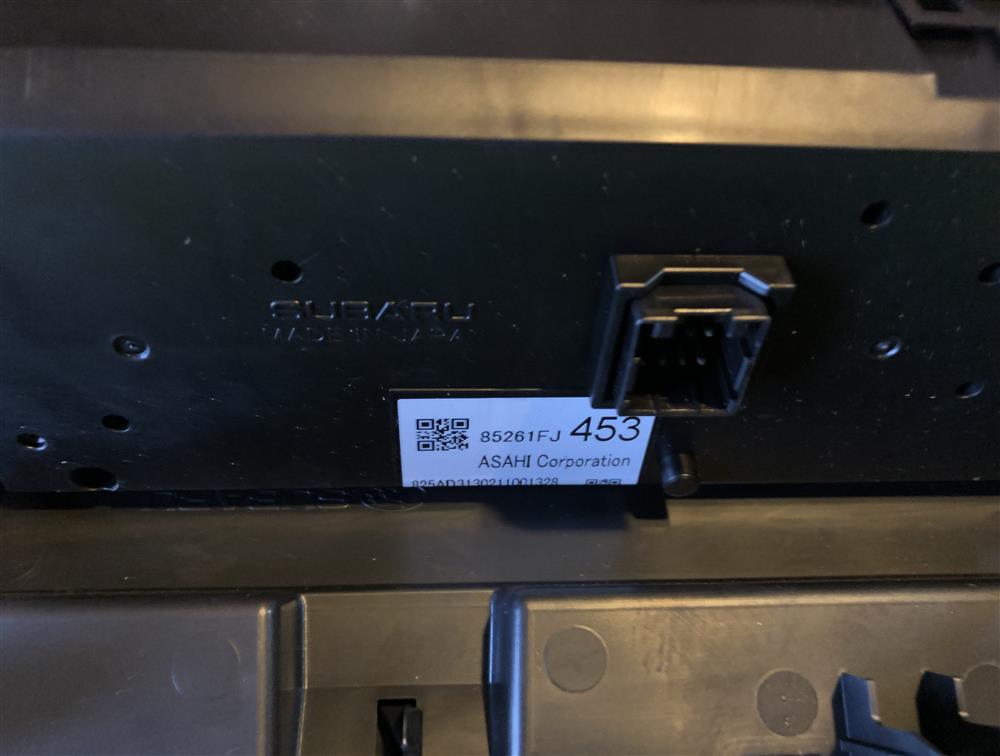 SUBARU
MADE IN JAPAN
85261FJ 453
ASAHI Corporation
825AD3130211001328